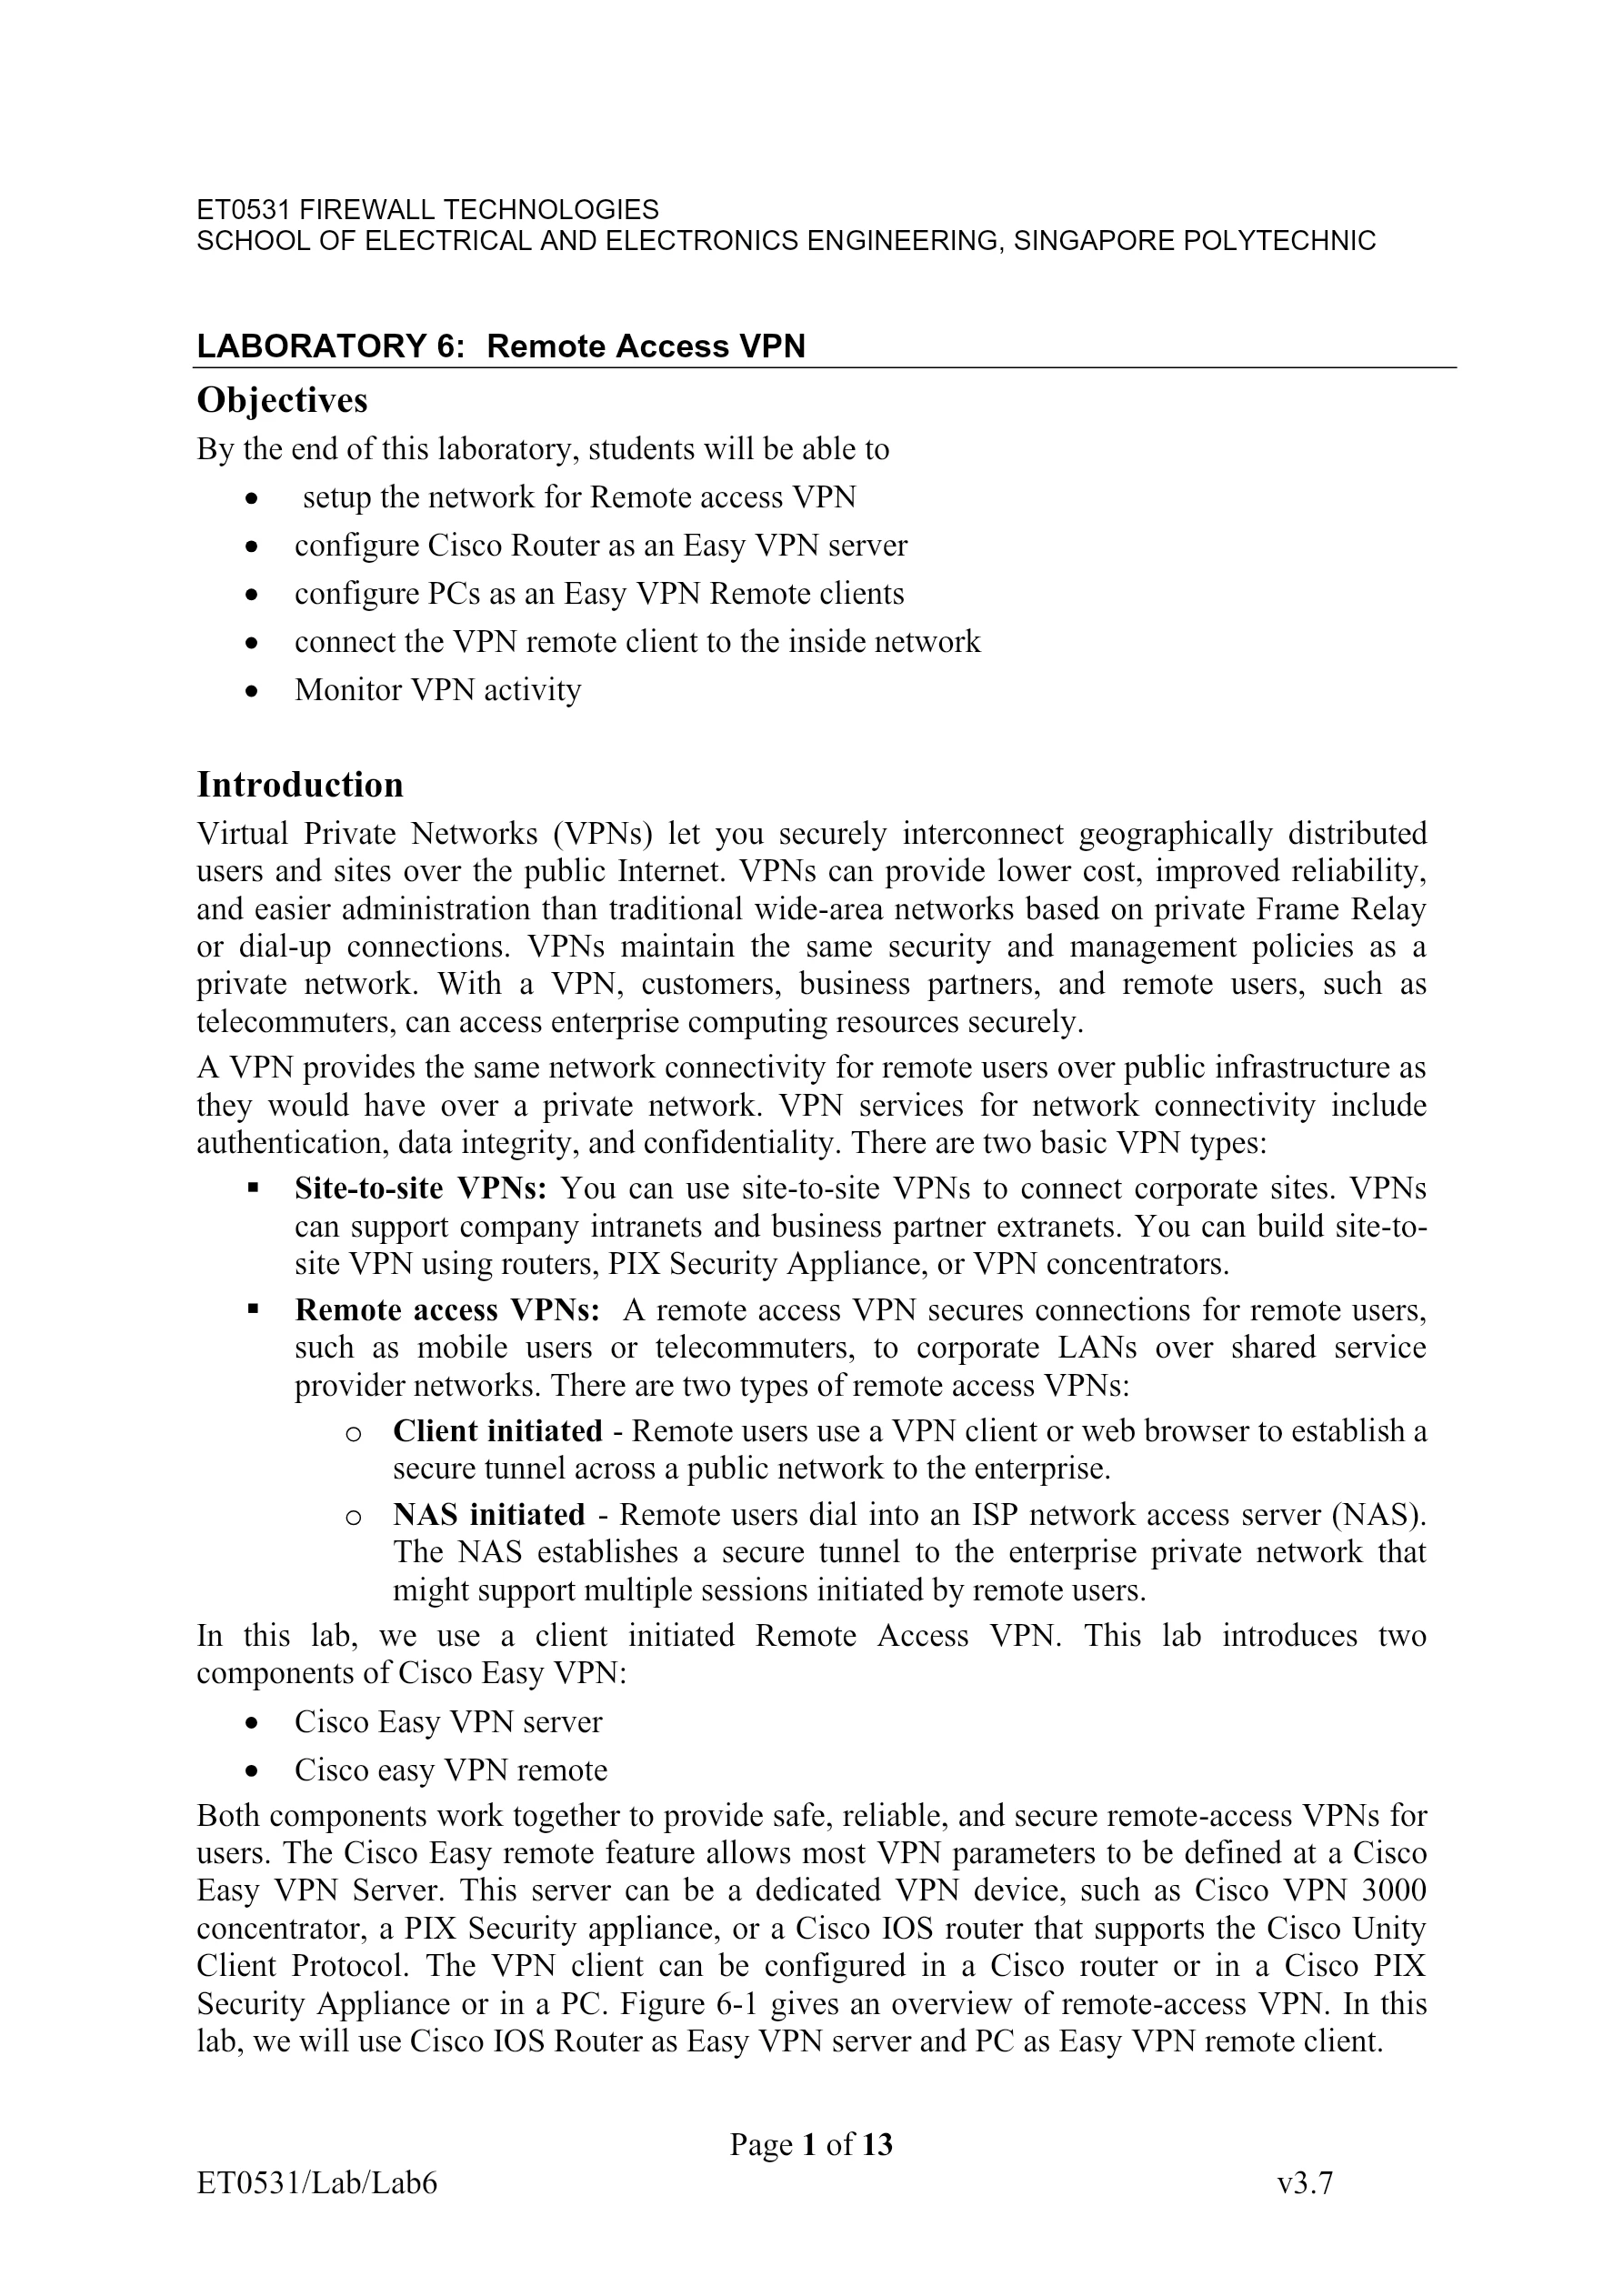 ET0531 FIREWALL TECHNOLOGIES
SCHOOL OF ELECTRICAL AND ELECTRONICS ENGINEERING, SINGAPORE POLYTECHNIC
LABORATORY 6: Remote Access VPN
Objectives
By the end of this laboratory, students will be able to
• setup the network for Remote access VPN
• configure Cisco Router as an Easy VPN server
• configure PCs as an Easy VPN Remote clients
• connect the VPN remote client to the inside network
• Monitor VPN activity
Introduction
Virtual Private Networks (VPNs) let you securely interconnect geographically distributed
users and sites over the public Internet. VPNs can provide lower cost, improved reliability,
and easier administration than traditional wide-area networks based on private Frame Relay
or dial-up connections. VPNs maintain the same security and management policies as a
private network. With a VPN, customers, business partners, and remote users, such as
telecommuters, can access enterprise computing resources securely.
A VPN provides the same network connectivity for remote users over public infrastructure as
they would have over a private network. VPN services for network connectivity include
authentication, data integrity, and confidentiality. There are two basic VPN types:
▪ Site-to-site VPNs: You can use site-to-site VPNs to connect corporate sites. VPNs
can support company intranets and business partner extranets. You can build site-to-
site VPN using routers, PIX Security Appliance, or VPN concentrators.
▪ Remote access VPNs: A remote access VPN secures connections for remote users,
such as mobile users or telecommuters, to corporate LANs over shared service
provider networks. There are two types of remote access VPNs:
o Client initiated - Remote users use a VPN client or web browser to establish a
secure tunnel across a public network to the enterprise.
o NAS initiated - Remote users dial into an ISP network access server (NAS).
The NAS establishes a secure tunnel to the enterprise private network that
might support multiple sessions initiated by remote users.
In this lab, we use a client initiated Remote Access VPN. This lab introduces two
components of Cisco Easy VPN:
• Cisco Easy VPN server
• Cisco easy VPN remote
Both components work together to provide safe, reliable, and secure remote-access VPNs for
users. The Cisco Easy remote feature allows most VPN parameters to be defined at a Cisco
Easy VPN Server. This server can be a dedicated VPN device, such as Cisco VPN 3000
concentrator, a PIX Security appliance, or a Cisco IOS router that supports the Cisco Unity
Client Protocol. The VPN client can be configured in a Cisco router or in a Cisco PIX
Security Appliance or in a PC. Figure 6-1 gives an overview of remote-access VPN. In this
lab, we will use Cisco IOS Router as Easy VPN server and PC as Easy VPN remote client.
Page 1 of 13
ET0531/Lab/Lab6 v3.7